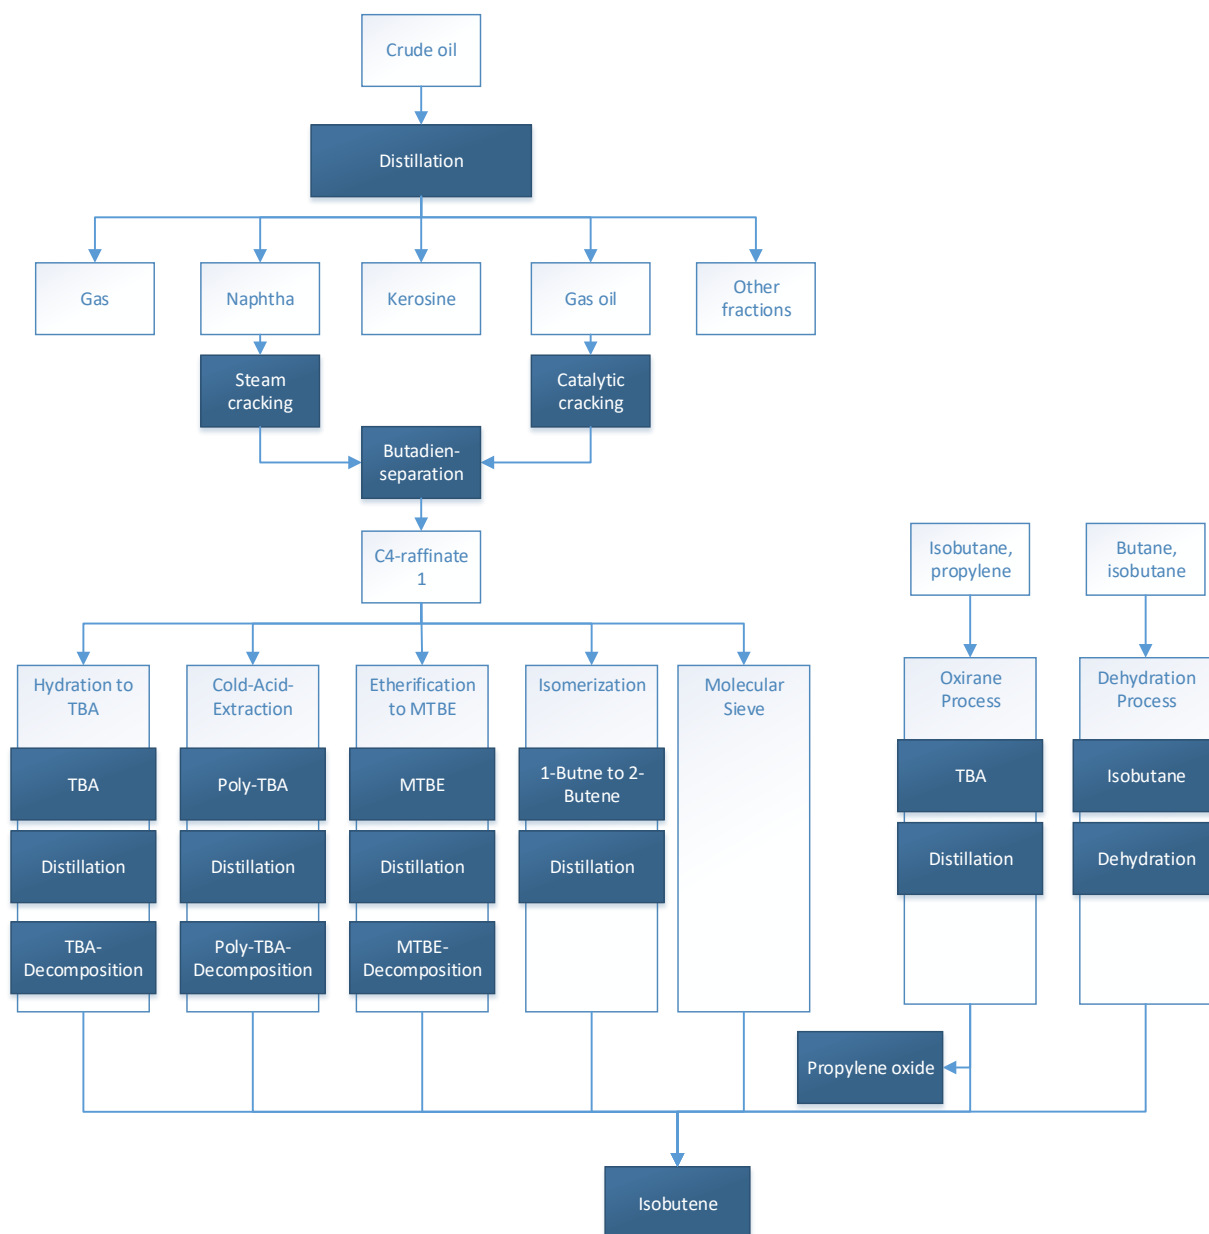 Crude oil
Distillation
Gas
Naphtha
Kerosine
Gas oil
Other
fractions
Steam
cracking
Catalytic
cracking
Butadien-
separation
C4-raffinate
1
Isobutane,
propylene
Butane,
isobutane
Hydration to
TBA
Cold-Acid-
Extraction
Etherification
to MTBE
Isomerization
Molecular
Sieve
Oxirane
Process
Dehydration
Process
TBA
Poly-TBA
MTBE
1-Butne to 2-
Butene
TBA
Isobutane
Distillation
Distillation
Distillation
Distillation
Distillation
Dehydration
TBA-
Decomposition
Poly-TBA-
Decomposition
MTBE-
Decomposition
Propylene oxide
Isobutene